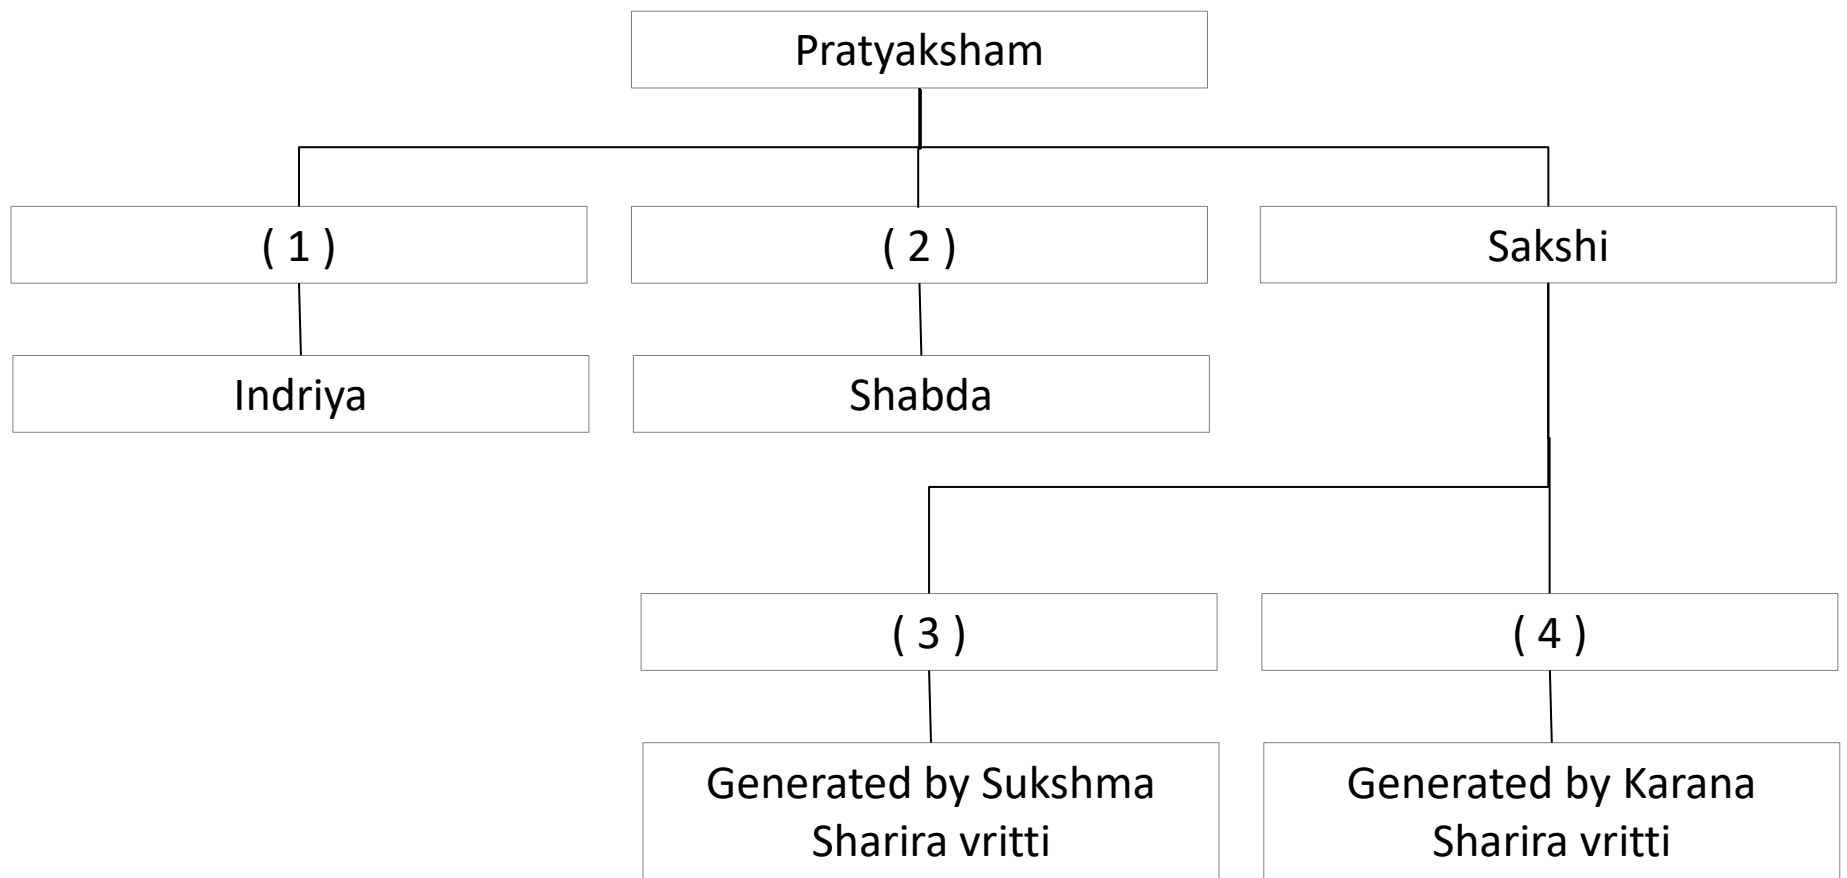 Pratyaksham
( 1 )
( 2 )
Sakshi
Indriya
Shabda
( 3 )
( 4 )
Generated by Sukshma
Sharira vritti
Generated by Karana
Sharira vritti